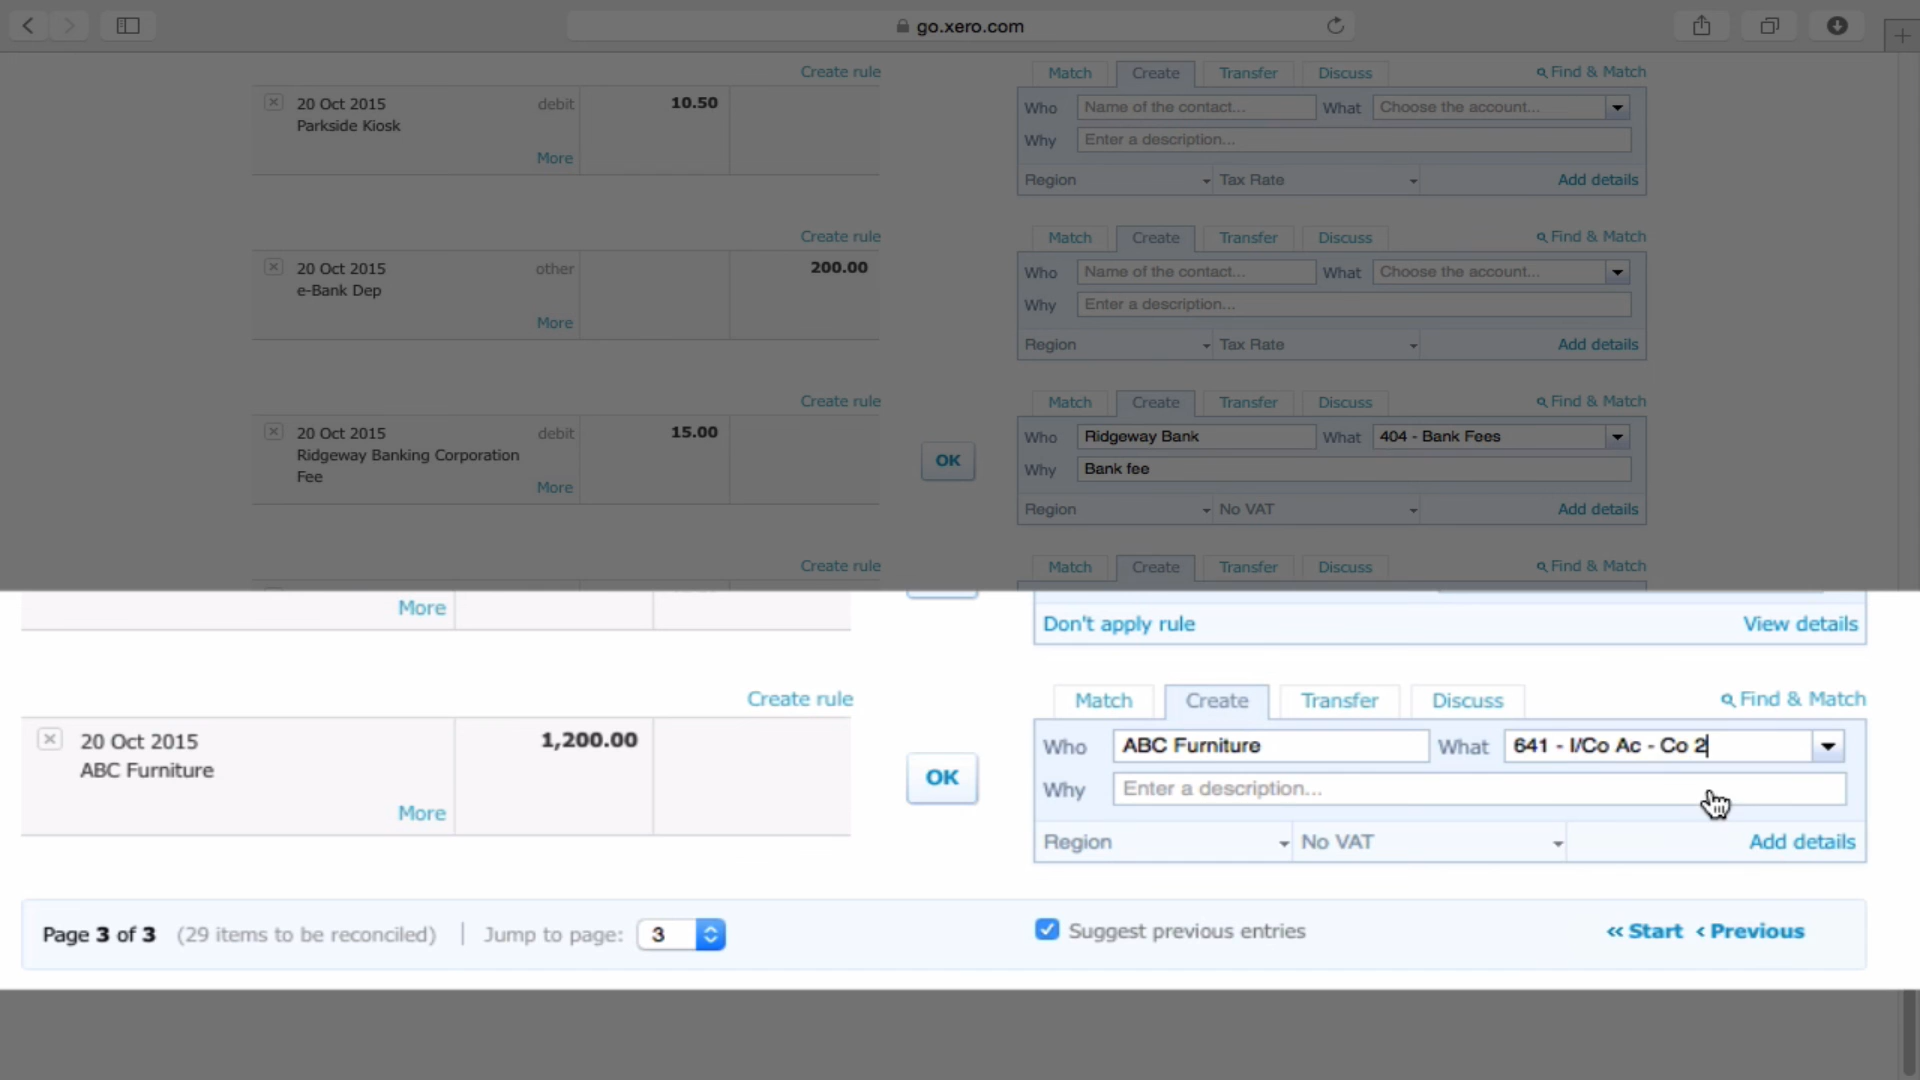 go.xero.com
Create rule
Match Create Transfer Discuss Find & Match
20 Oct 2015 debit 10.50
Parkside Kiosk
More
Who Name of the contact... What Choose the account...
Why Enter a description...
Region Tax Rate Add details
Create rule
Match Create Transfer Discuss Find & Match
20 Oct 2015 other 200.00
e-Bank Dep
More
Who Name of the contact... What Choose the account...
Why Enter a description...
Region Tax Rate Add details
Create rule
Match Create Transfer Discuss Find & Match
20 Oct 2015 debit 15.00
Ridgeway Banking Corporation
Fee
More
OK
Who Ridgeway Bank What 404 - Bank Fees
Why Bank fee
Region No VAT Add details
Create rule
Match Create Transfer Discuss Find & Match
More
Don't apply rule View details
Create rule
Match Create Transfer Discuss Find & Match
20 Oct 2015 1,200.00
ABC Furniture
More
OK
Who ABC Furniture What 641 - I/Co Ac - Co 2
Why Enter a description...
Region No VAT Add details
Page 3 of 3 (29 items to be reconciled) | Jump to page: 3
Suggest previous entries
<< Start < Previous